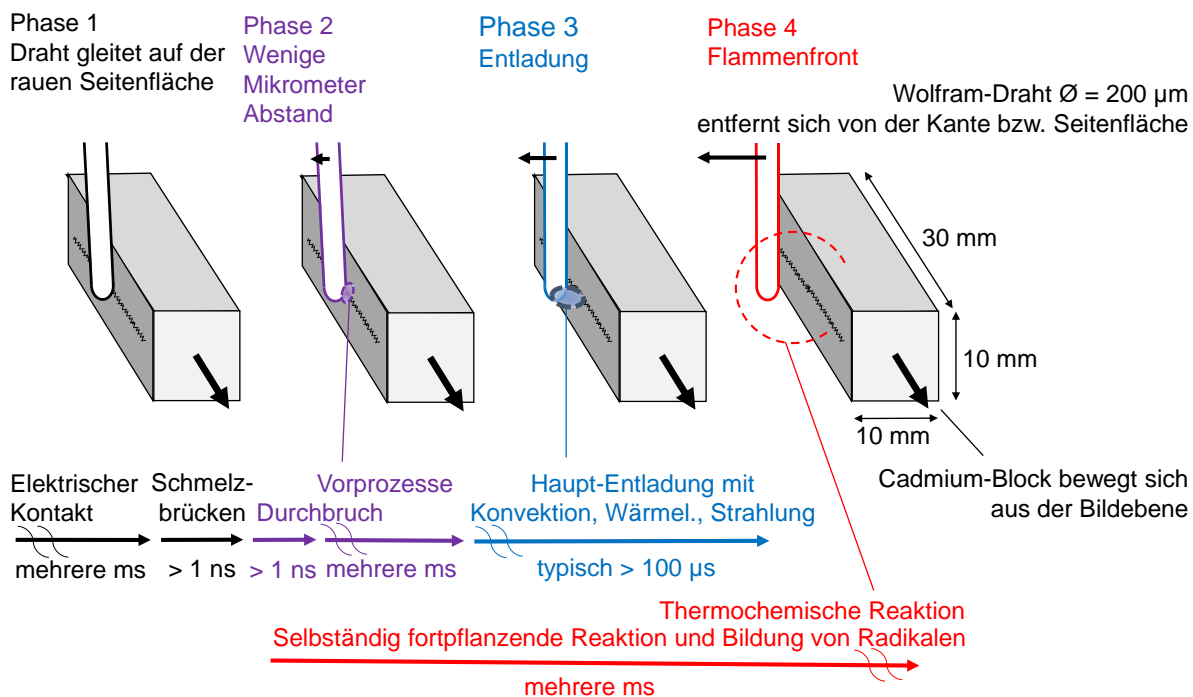 Phase 1
Draht gleitet auf der
rauen Seitenfläche
Phase 2
Wenige
Mikrometer
Abstand
Phase 3
Entladung
Phase 4
Flammenfront
Wolfram-Draht Ø = 200 µm
entfernt sich von der Kante bzw. Seitenfläche
30 mm
10 mm
10 mm
Cadmium-Block bewegt sich
aus der Bildebene
Elektrischer
Kontakt
mehrere ms
Schmelz-
brücken
> 1 ns
Durchbruch
> 1 ns
Vorprozesse
mehrere ms
Haupt-Entladung mit
Konvektion, Wärmel., Strahlung
typisch > 100 µs
Thermochemische Reaktion
Selbständig fortpflanzende Reaktion und Bildung von Radikalen
mehrere ms